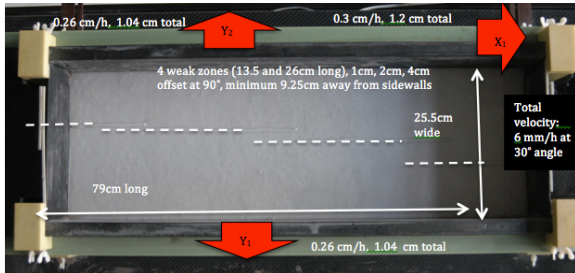 0.26 cm/h, 1.04 cm total
0.3 cm/h, 1.2 cm total
Y2
X1
4 weak zones (13.5 and 26cm long), 1cm, 2cm, 4cm
offset at 90°, minimum 9.25cm away from sidewalls
25.5cm
wide
Total
velocity:
6 mm/h at
30° angle
79cm long
Y1
0.26 cm/h, 1.04 cm total